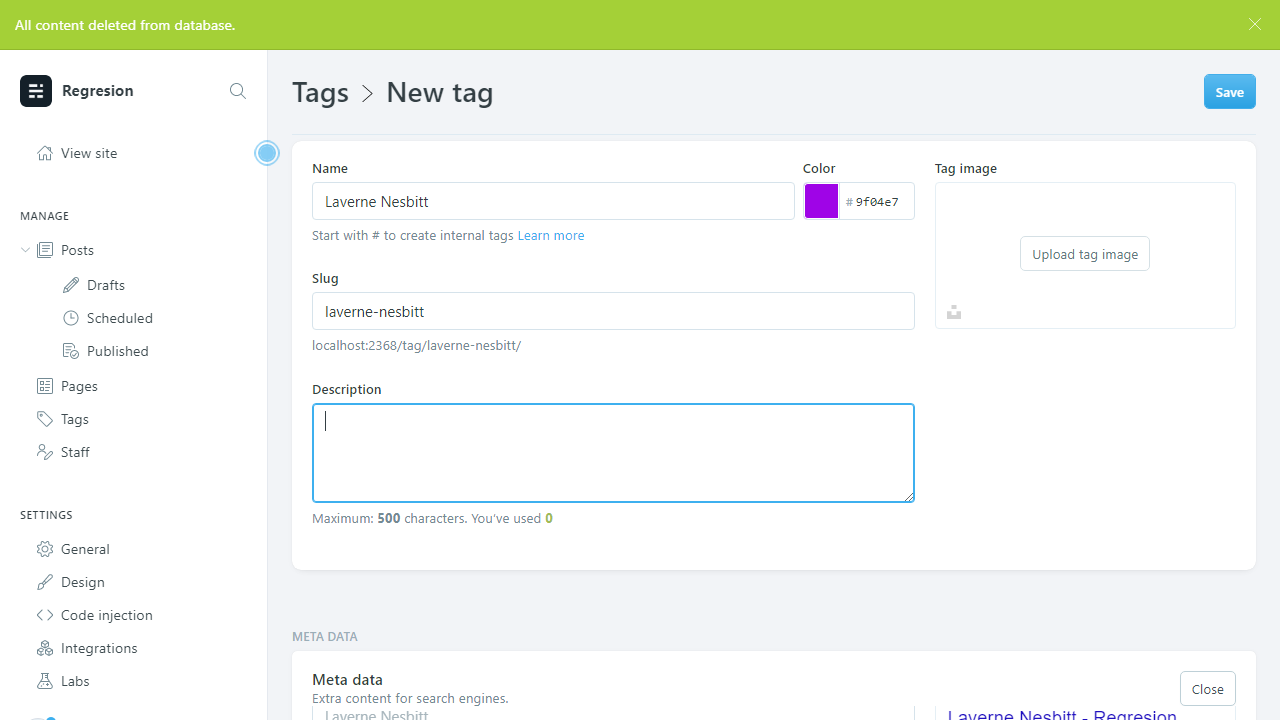 All content deleted from database.
Regresion
View site
MANAGE
Posts
Drafts
Scheduled
Published
Pages
Tags
Staff
SETTINGS
General
Design
Code injection
Integrations
Labs
Tags > New tag
Save
Name
Laverne Nesbitt
Start with # to create internal tags Learn more
Color
# 9f04e7
Slug
laverne-nesbitt
localhost:2368/tag/laverne-nesbitt/
Description
Maximum: 500 characters. You’ve used 0
Tag image
Upload tag image
META DATA
Meta data
Extra content for search engines.
Close
Laverne Nesbitt
Laverne Nesbitt - Regresion